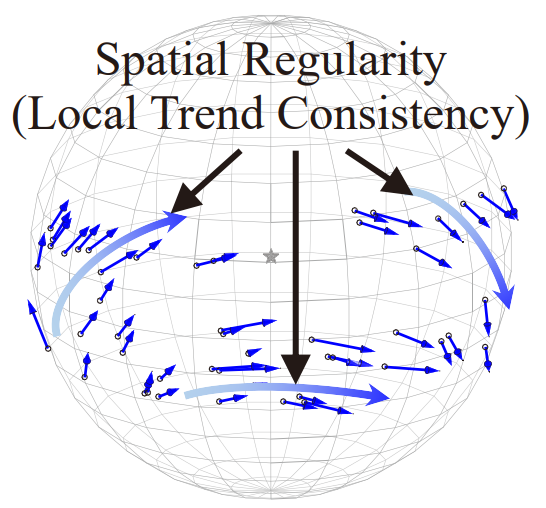 Spatial Regularity
(Local Trend Consistency)